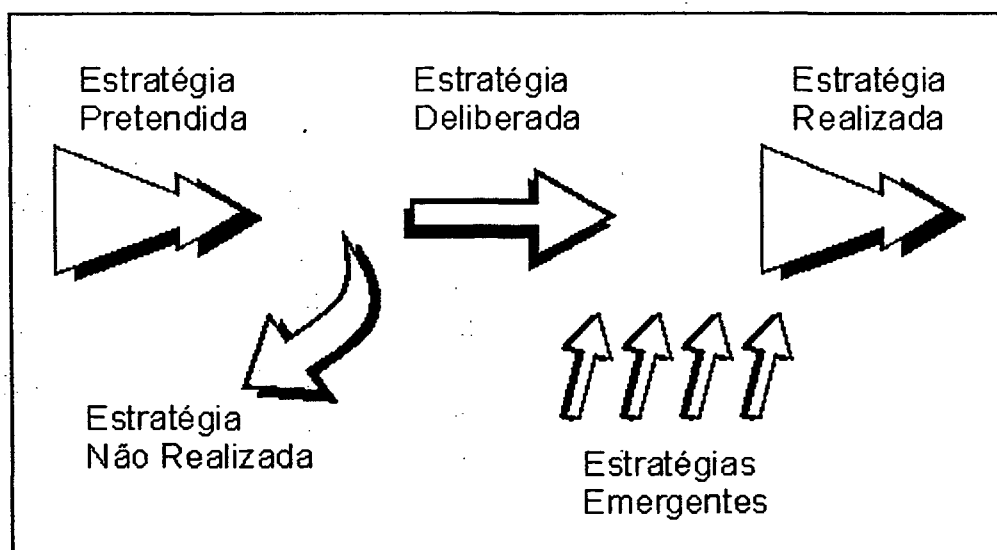 Estratégia
Pretendida
Estratégia
Deliberada
Estratégia
Realizada
Estratégia
Não Realizada
Estratégias
Emergentes